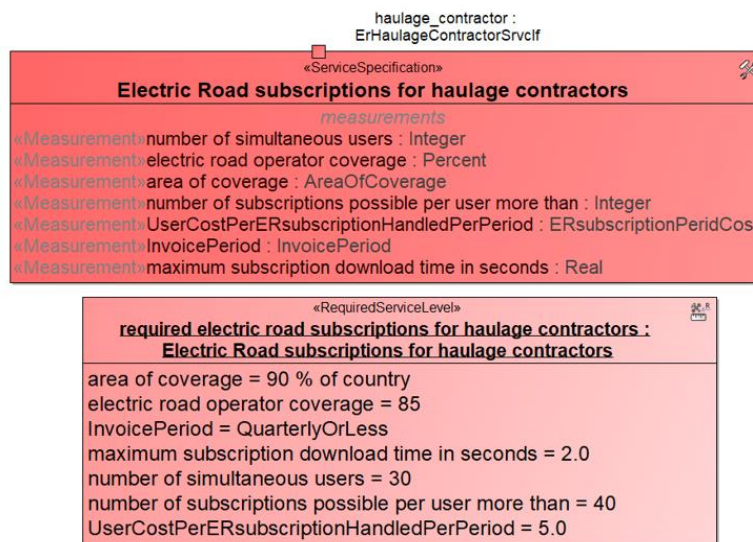 haulage_contractor :
ErHaulageContractorSrvcIf
«ServiceSpecification»
Electric Road subscriptions for haulage contractors
measurements
«Measurement»number of simultaneous users : Integer
«Measurement»electric road operator coverage : Percent
«Measurement»area of coverage : AreaOfCoverage
«Measurement»number of subscriptions possible per user more than : Integer
«Measurement»UserCostPerERsubscriptionHandledPerPeriod : ERsubscriptionPeridCos
«Measurement»InvoicePeriod : InvoicePeriod
«Measurement»maximum subscription download time in seconds : Real
«RequiredServiceLevel»
required electric road subscriptions for haulage contractors :
Electric Road subscriptions for haulage contractors
area of coverage = 90 % of country
electric road operator coverage = 85
InvoicePeriod = QuarterlyOrLess
maximum subscription download time in seconds = 2.0
number of simultaneous users = 30
number of subscriptions possible per user more than = 40
UserCostPerERsubscriptionHandledPerPeriod = 5.0